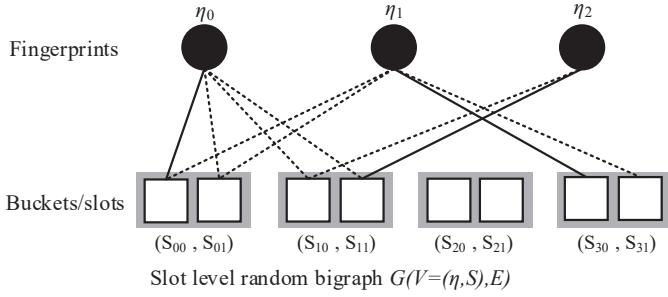 η₀ η₁ η₂
Fingerprints
Buckets/slots
(S₀₀ , S₀₁) (S₁₀ , S₁₁) (S₂₀ , S₂₁) (S₃₀ , S₃₁)
Slot level random bigraph G(V=(η,S),E)